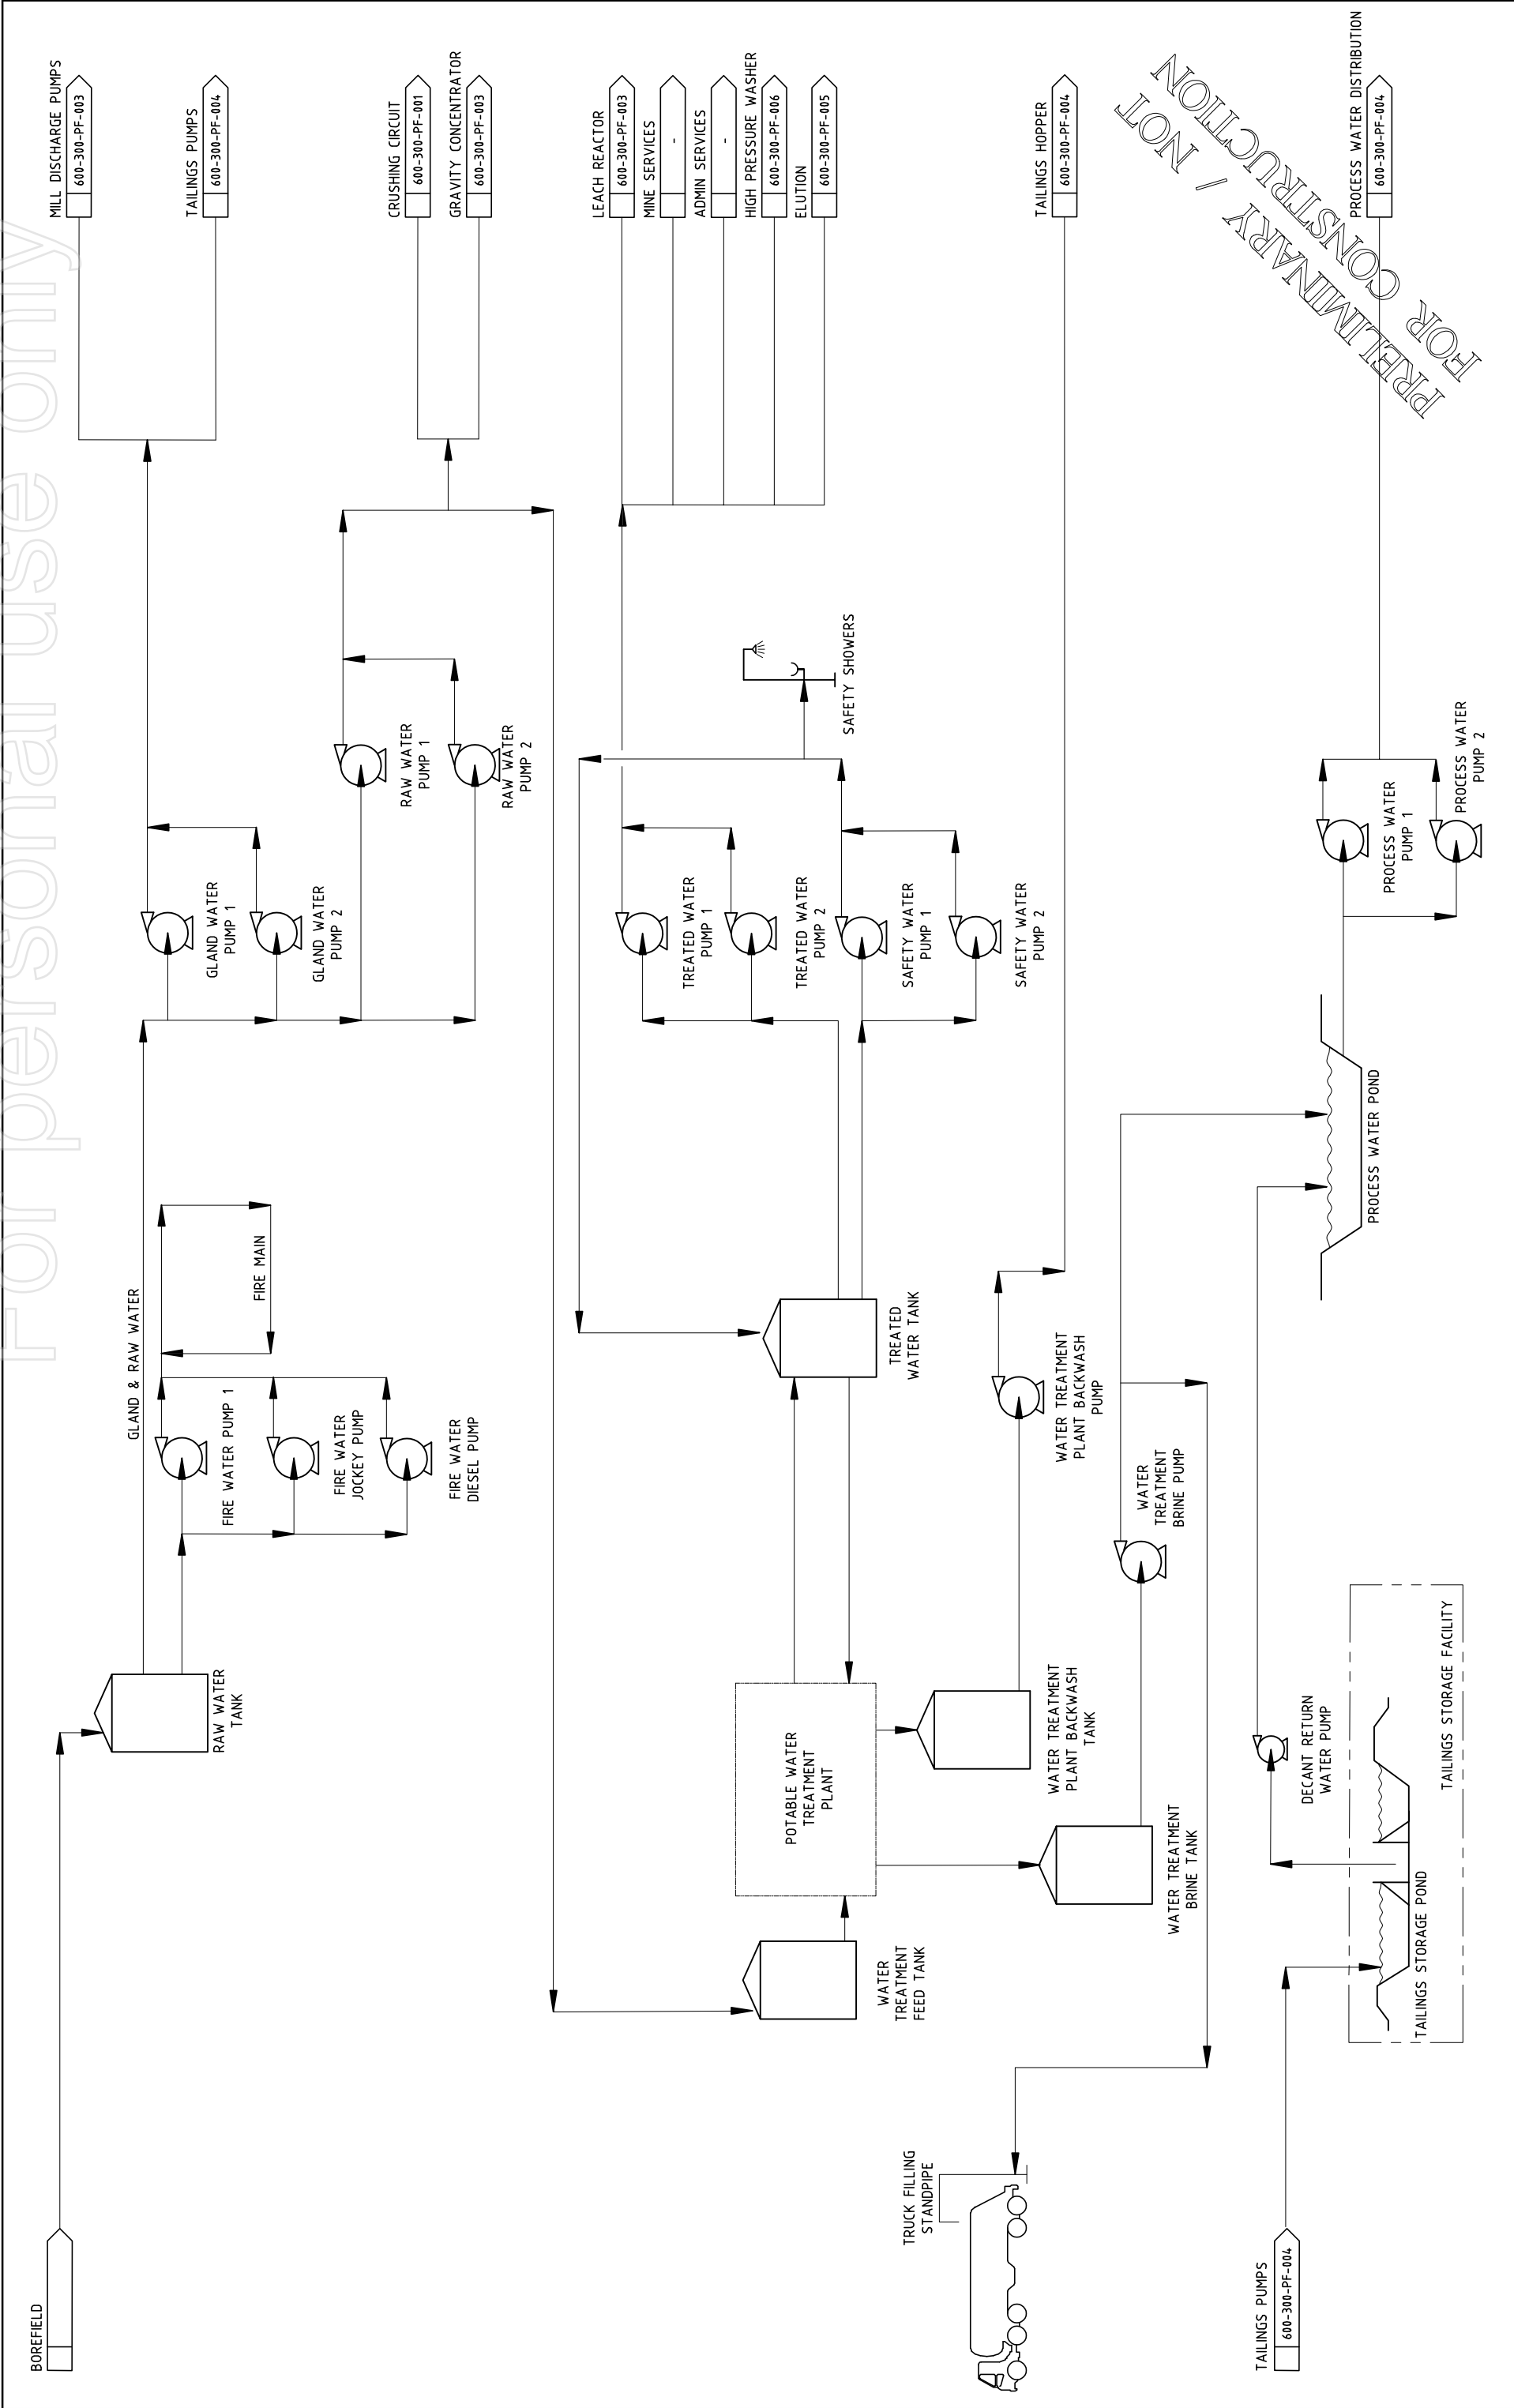 For personal use only
BOREFIELD
RAW WATER
TANK
GLAND & RAW WATER
FIRE WATER PUMP 1
FIRE WATER
JOCKEY PUMP
FIRE WATER
DIESEL PUMP
FIRE MAIN
GLAND WATER
PUMP 1
GLAND WATER
PUMP 2
RAW WATER
PUMP 1
RAW WATER
PUMP 2
MILL DISCHARGE PUMPS
600-300-PF-003
TAILINGS PUMPS
600-300-PF-004
CRUSHING CIRCUIT
600-300-PF-001
GRAVITY CONCENTRATOR
600-300-PF-003
WATER
TREATMENT
FEED TANK
POTABLE WATER
TREATMENT
PLANT
TREATED
WATER TANK
TREATED WATER
PUMP 1
TREATED WATER
PUMP 2
SAFETY WATER
PUMP 1
SAFETY WATER
PUMP 2
SAFETY SHOWERS
LEACH REACTOR
600-300-PF-003
MINE SERVICES
-
ADMIN SERVICES
-
HIGH PRESSURE WASHER
600-300-PF-006
ELUTION
600-300-PF-005
TRUCK FILLING
STANDPIPE
WATER TREATMENT
BRINE TANK
WATER TREATMENT
PLANT BACKWASH
TANK
WATER
TREATMENT
BRINE PUMP
WATER TREATMENT
PLANT BACKWASH
PUMP
TAILINGS HOPPER
600-300-PF-004
TAILINGS PUMPS
600-300-PF-004
TAILINGS STORAGE POND
TAILINGS STORAGE FACILITY
DECANT RETURN
WATER PUMP
PROCESS WATER POND
PROCESS WATER
PUMP 1
PROCESS WATER
PUMP 2
PROCESS WATER DISTRIBUTION
600-300-PF-004
PRELIMINARY / NOT
FOR CONSTRUCTION